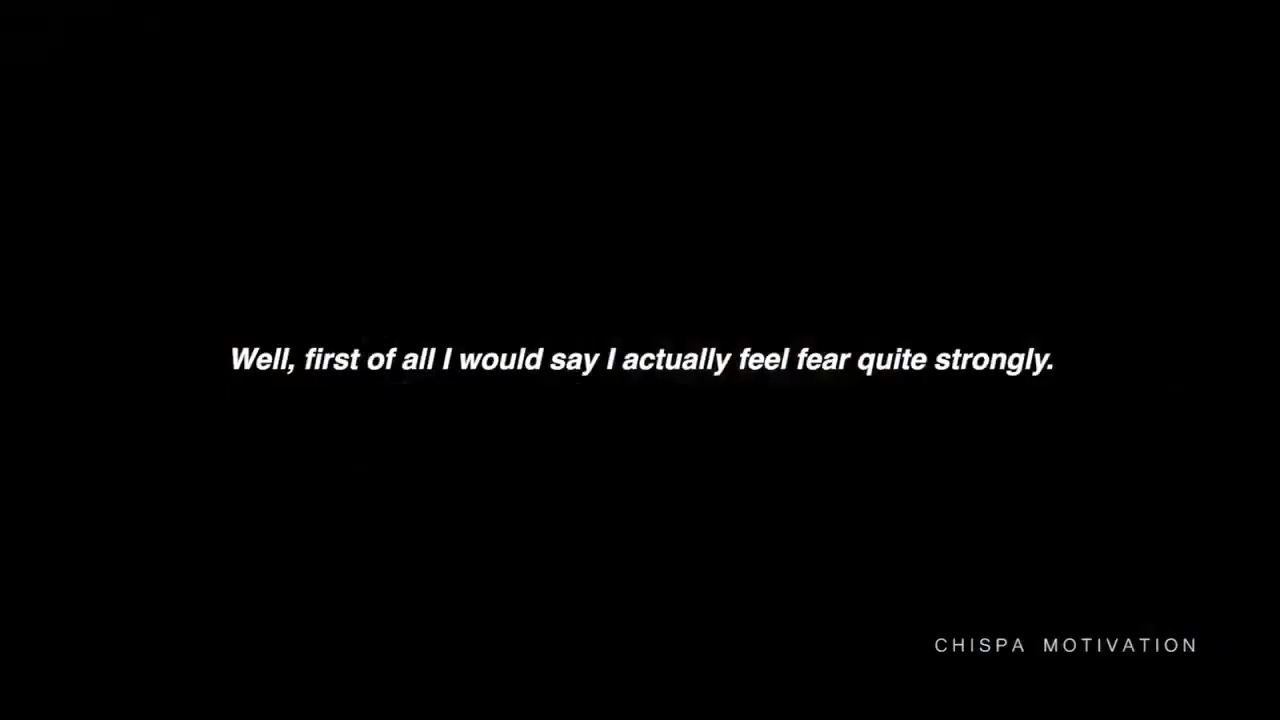 Well, first of all I would say I actually feel fear quite strongly.
CHISPA MOTIVATION